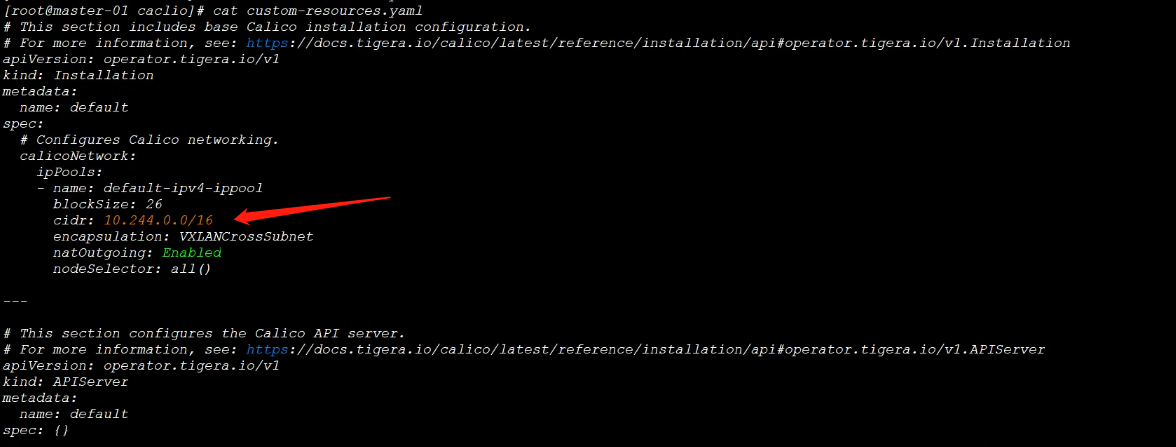 [root@master-01 caclio]# cat custom-resources.yaml
# This section includes base Calico installation configuration.
# For more information, see: https://docs.tigera.io/calico/latest/reference/installation/api#operator.tigera.io/v1.Installation
apiVersion: operator.tigera.io/v1
kind: Installation
metadata:
  name: default
spec:
  # Configures Calico networking.
  calicoNetwork:
    ipPools:
    - name: default-ipv4-ippool
      blockSize: 26
      cidr: 10.244.0.0/16
      encapsulation: VXLANCrossSubnet
      natOutgoing: Enabled
      nodeSelector: all()
---
# This section configures the Calico API server.
# For more information, see: https://docs.tigera.io/calico/latest/reference/installation/api#operator.tigera.io/v1.APIServer
apiVersion: operator.tigera.io/v1
kind: APIServer
metadata:
  name: default
spec: {}